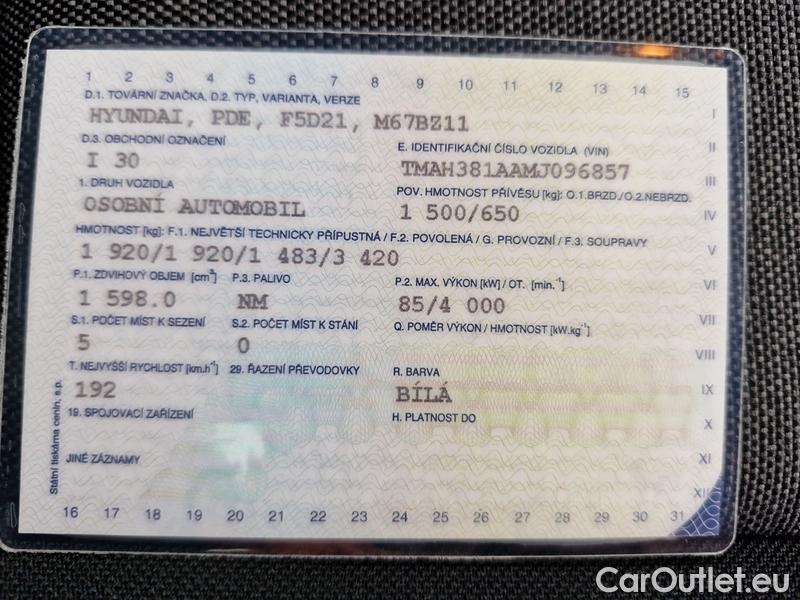 1 2 3 4 5 6 7 8 9 10 11 12 13 14 15
D.1. TOVÁRNÍ ZNAČKA, D.2. TYP, VARIANTA, VERZE
I
HYUNDAI, PDE, F5D21, M67BZ11
D.3. OBCHODNÍ OZNAČENÍ
E. IDENTIFIKAČNÍ ČÍSLO VOZIDLA (VIN)
II
I 30
TMAH381AAMJ096857
III
1. DRUH VOZIDLA
POV. HMOTNOST PŘÍVĚSU [kg]: O.1.BRZD./O.2.NEBRZD.
OSOBNÍ AUTOMOBIL
1 500/650
IV
HMOTNOST [kg]: F.1. NEJVĚTŠÍ TECHNICKY PŘÍPUSTNÁ / F.2. POVOLENÁ / G. PROVOZNÍ / F.3. SOUPRAVY
1 920/1 920/1 483/3 420
V
P.1. ZDVIHOVÝ OBJEM [cm³]
P.3. PALIVO
P.2. MAX. VÝKON [kW] / OT. [min.⁻¹]
VI
1 598.0
NM
85/4 000
S.1. POČET MÍST K SEZENÍ
S.2. POČET MÍST K STÁNÍ
Q. POMĚR VÝKON / HMOTNOST [kW.kg⁻¹]
VII
5
0
VIII
T. NEJVYŠŠÍ RYCHLOST [km.h⁻¹]
29. ŘAZENÍ PŘEVODOVKY
R. BARVA
192
BÍLÁ
IX
19. SPOJOVACÍ ZAŘÍZENÍ
H. PLATNOST DO
X
JINÉ ZÁZNAMY
XI
XII
Státní tiskárna cenin, s.p.
16 17 18 19 20 21 22 23 24 25 26 27 28 29 30 31
CarOutlet.eu